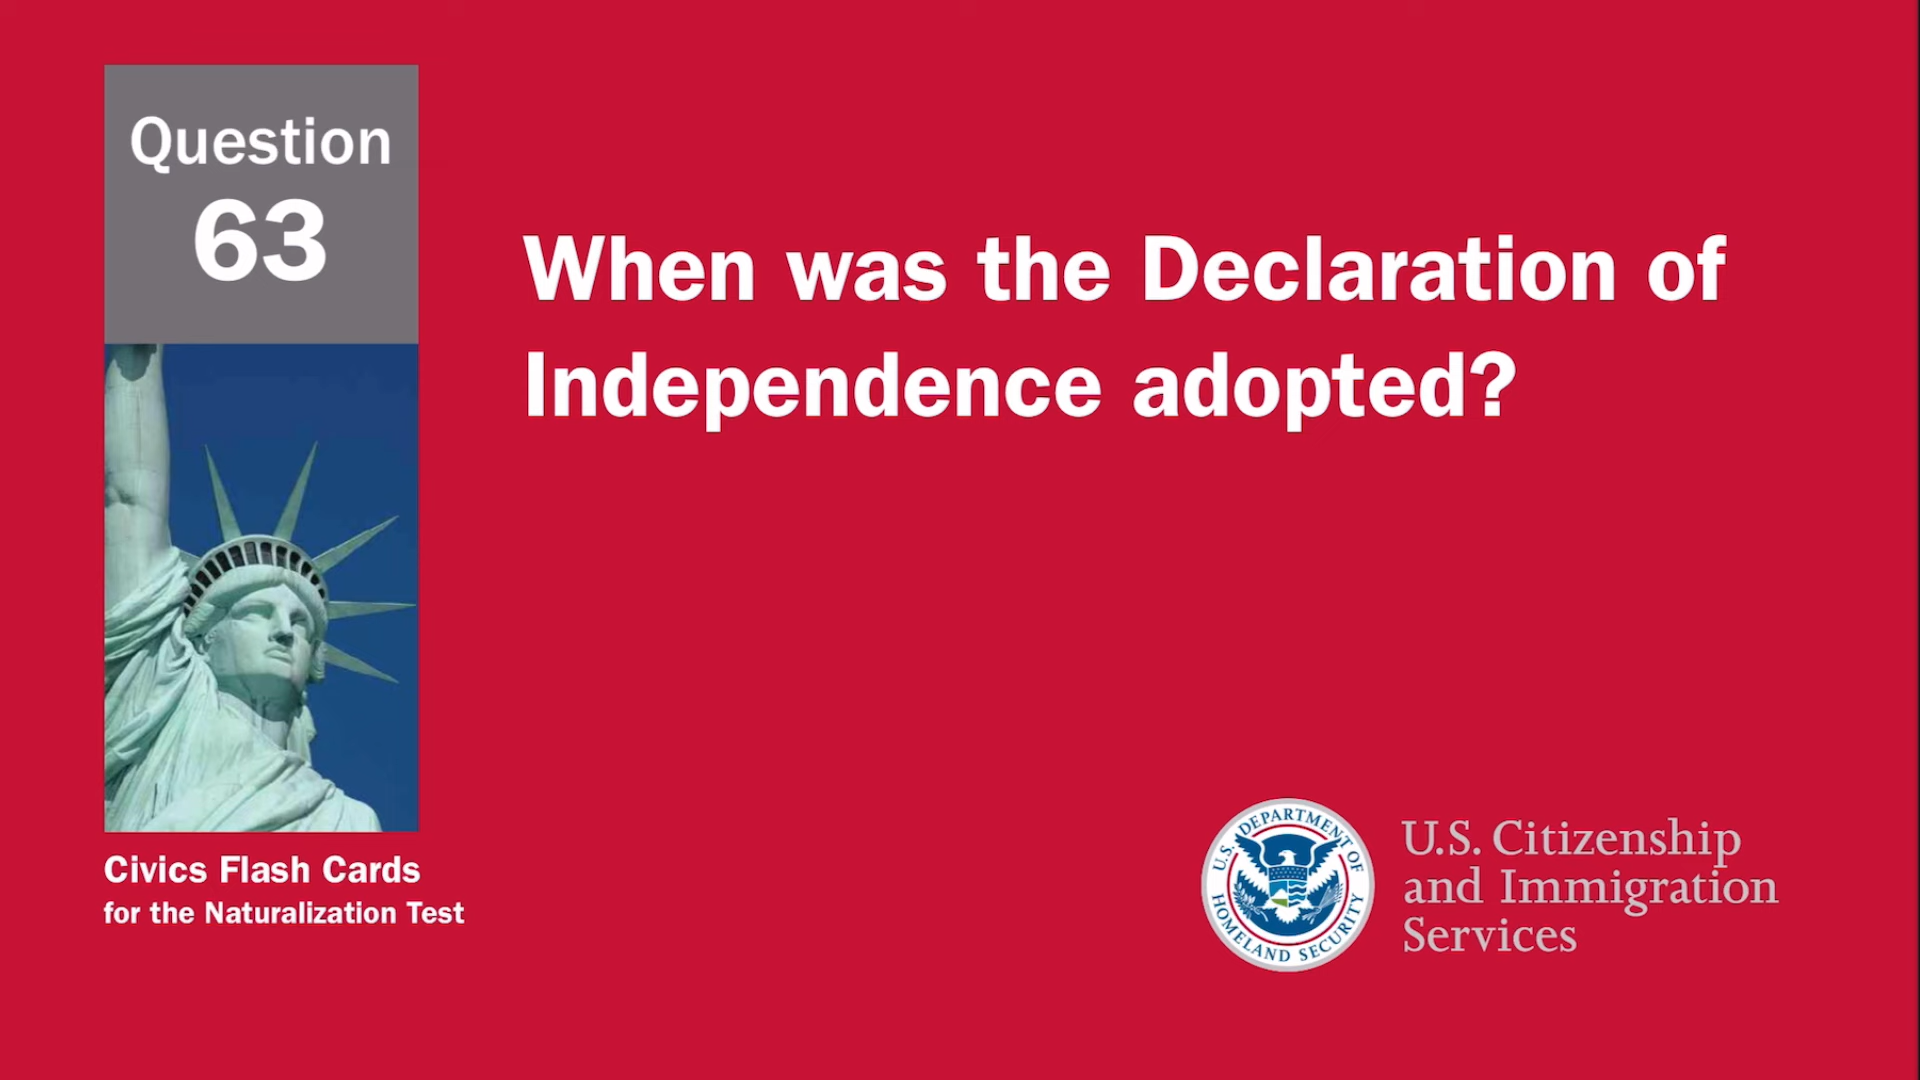 Question
63
When was the Declaration of
Independence adopted?
Civics Flash Cards
for the Naturalization Test
U.S. DEPARTMENT OF
HOMELAND SECURITY
U.S. Citizenship
and Immigration
Services